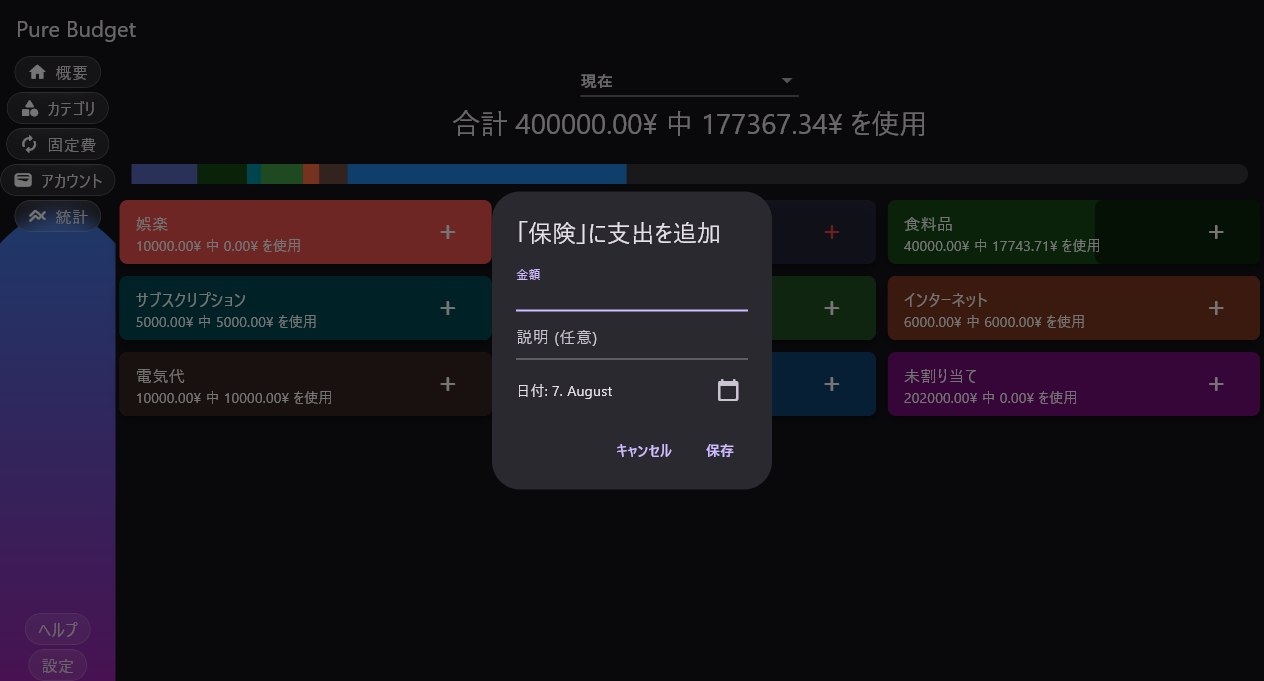 Pure Budget
概要
カテゴリ
固定費
アカウント
統計
ヘルプ
設定
現在
合計 400000.00¥ 中 177367.34¥ を使用
娯楽
10000.00¥ 中 0.00¥ を使用
食料品
40000.00¥ 中 17743.71¥ を使用
サブスクリプション
5000.00¥ 中 5000.00¥ を使用
インターネット
6000.00¥ 中 6000.00¥ を使用
電気代
10000.00¥ 中 10000.00¥ を使用
未割り当て
202000.00¥ 中 0.00¥ を使用
「保険」に支出を追加
金額
説明 (任意)
日付: 7. August
キャンセル
保存